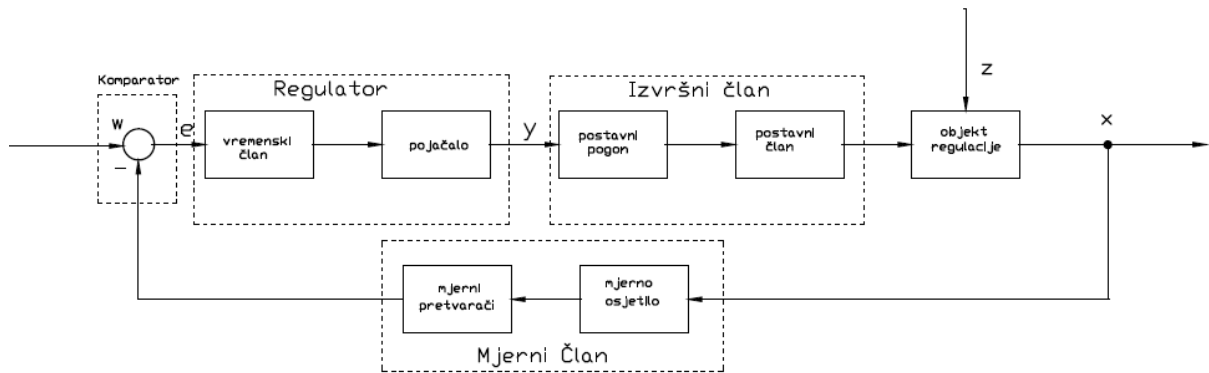 Komparator
Regulator
Izvršni član
z
w
e
vremenski
član
pojačalo
y
postavni
pogon
postavni
član
objekt
regulacije
x
–
mjerni
pretvarači
mjerno
osjetilo
Mjerni Član